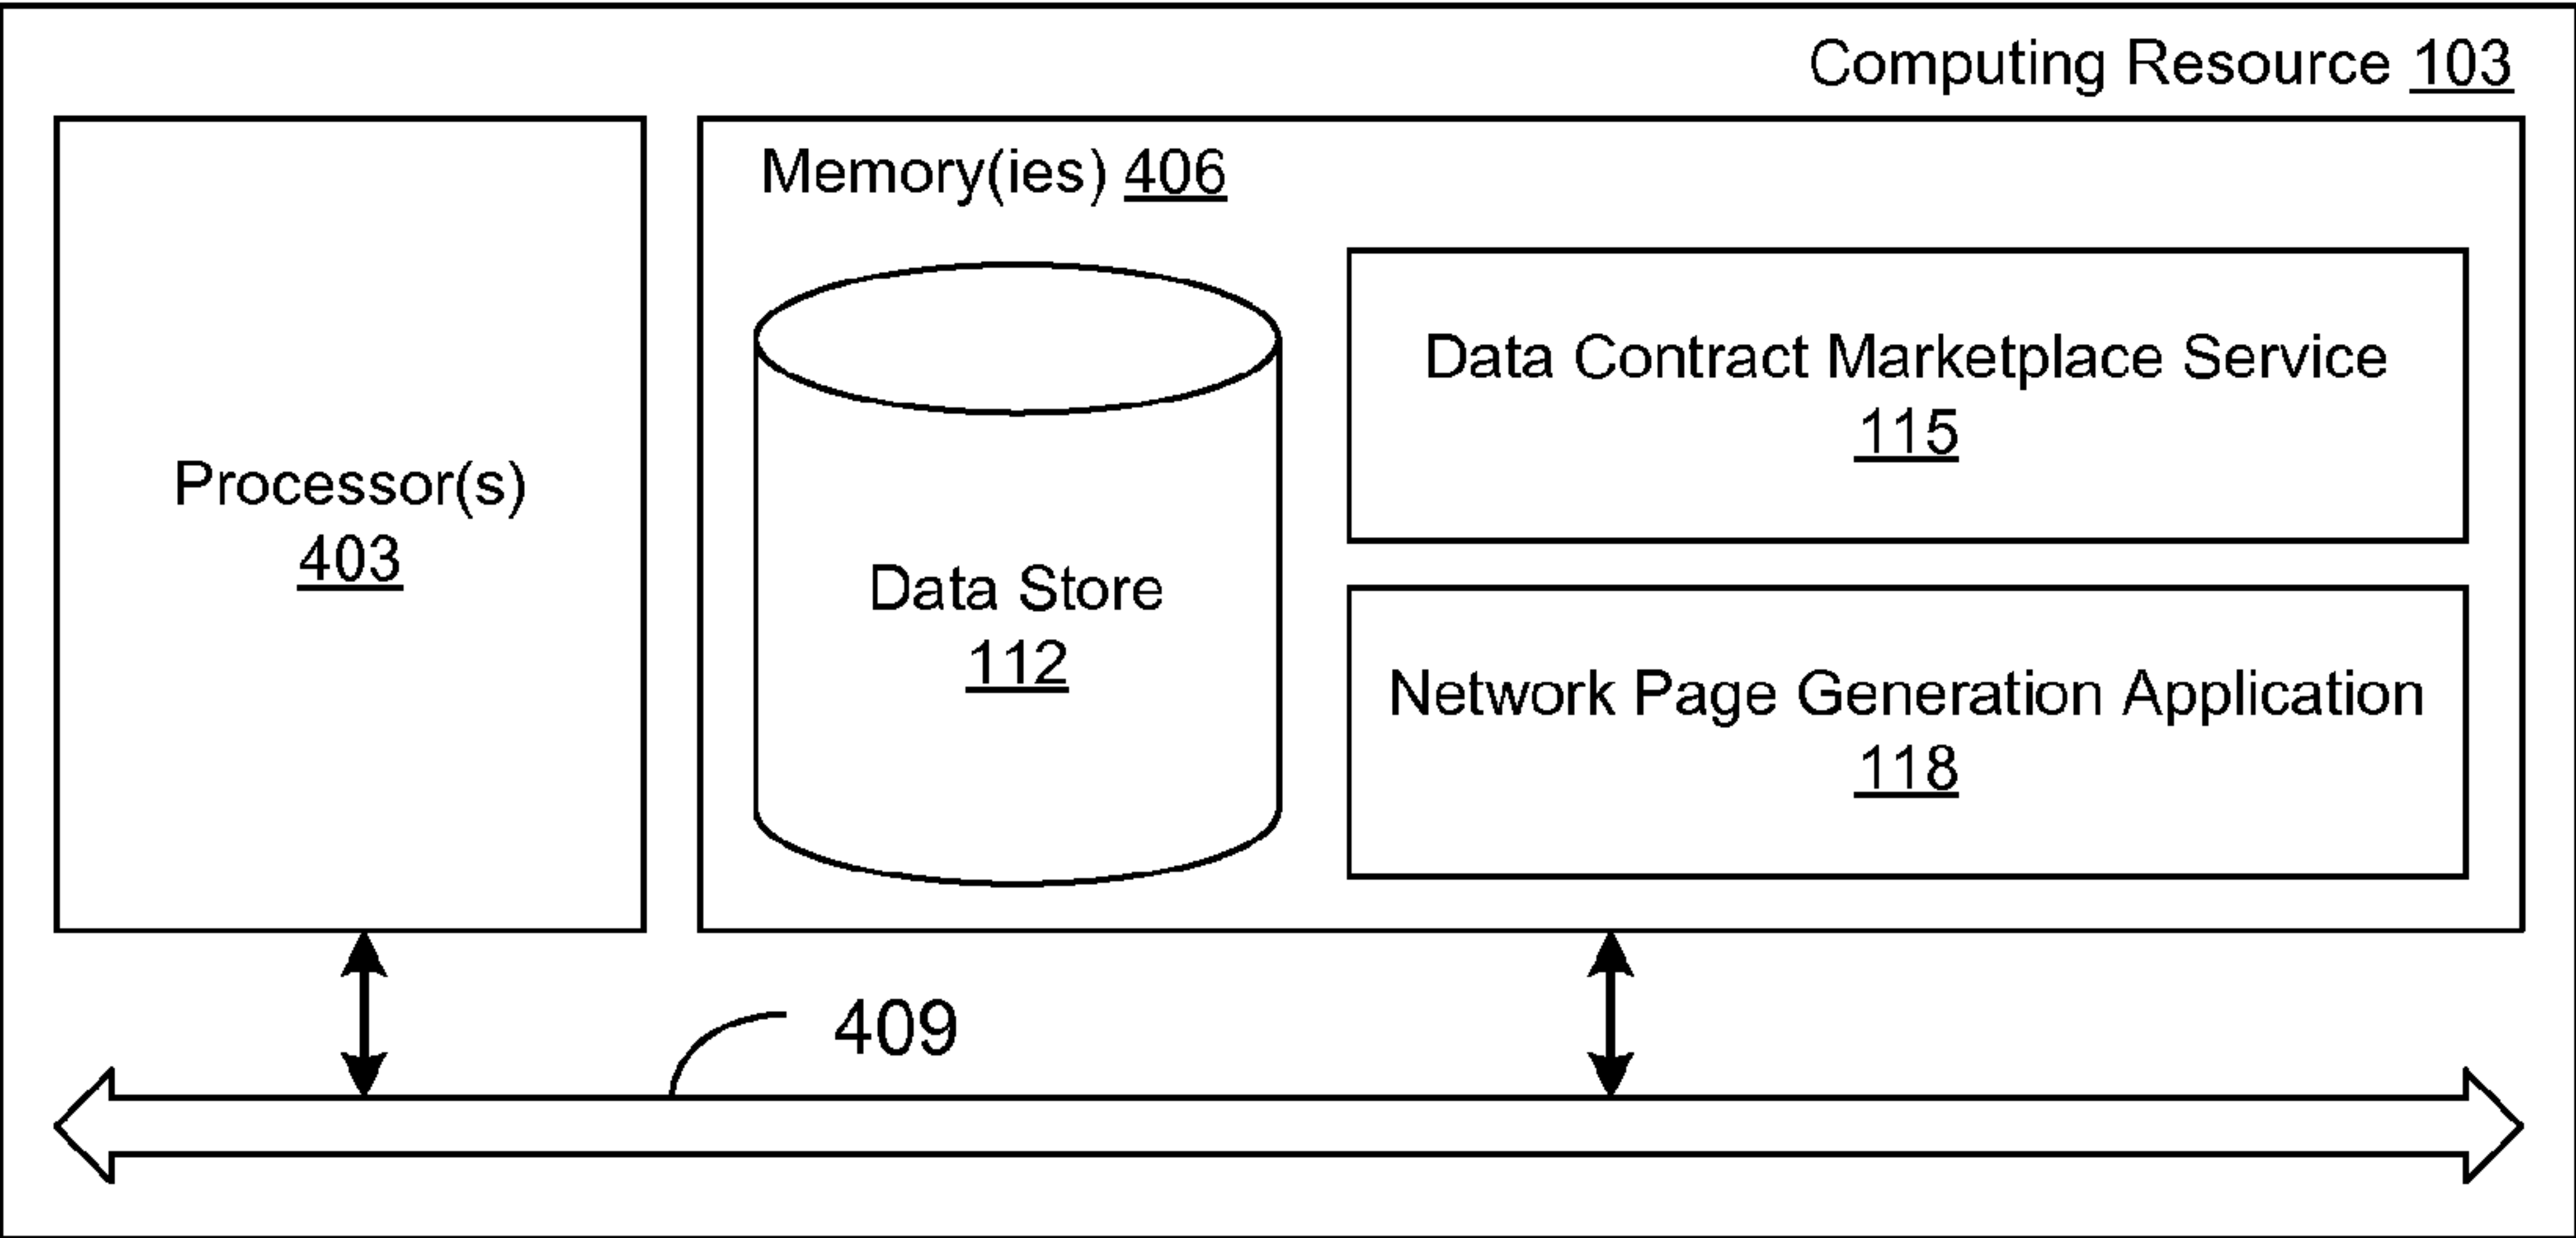 Computing Resource 103
Memory(ies) 406
Processor(s)
403
Data Store
112
Data Contract Marketplace Service
115
Network Page Generation Application
118
409